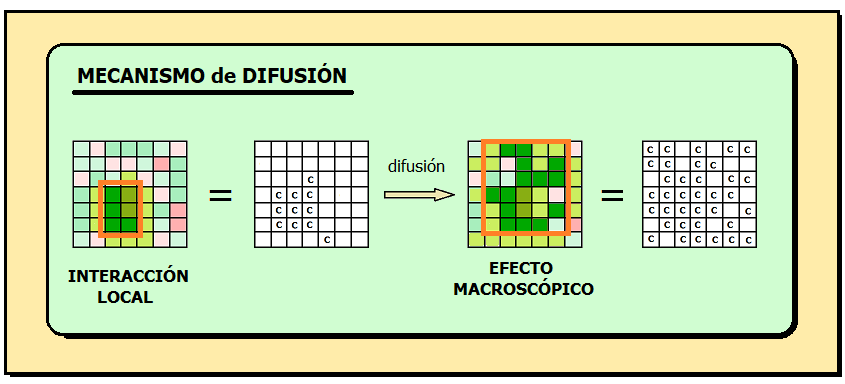 MECANISMO de DIFUSIÓN
=
C
C C C
C C C
C C C
C
difusión
=
C C C C C
C C C C
C C C C C
C C C C C C
C C C C C C
C C C C C
C C C C C C
INTERACCIÓN
LOCAL
EFECTO
MACROSCÓPICO